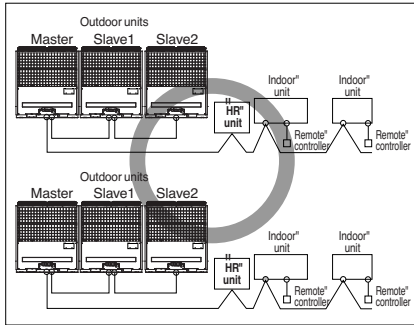 Outdoor units
Master Slave1 Slave2
Indoor" unit
Indoor" unit
" HR" unit
Remote" controller
Remote" controller
Outdoor units
Master Slave1 Slave2
Indoor" unit
Indoor" unit
" HR" unit
Remote" controller
Remote" controller